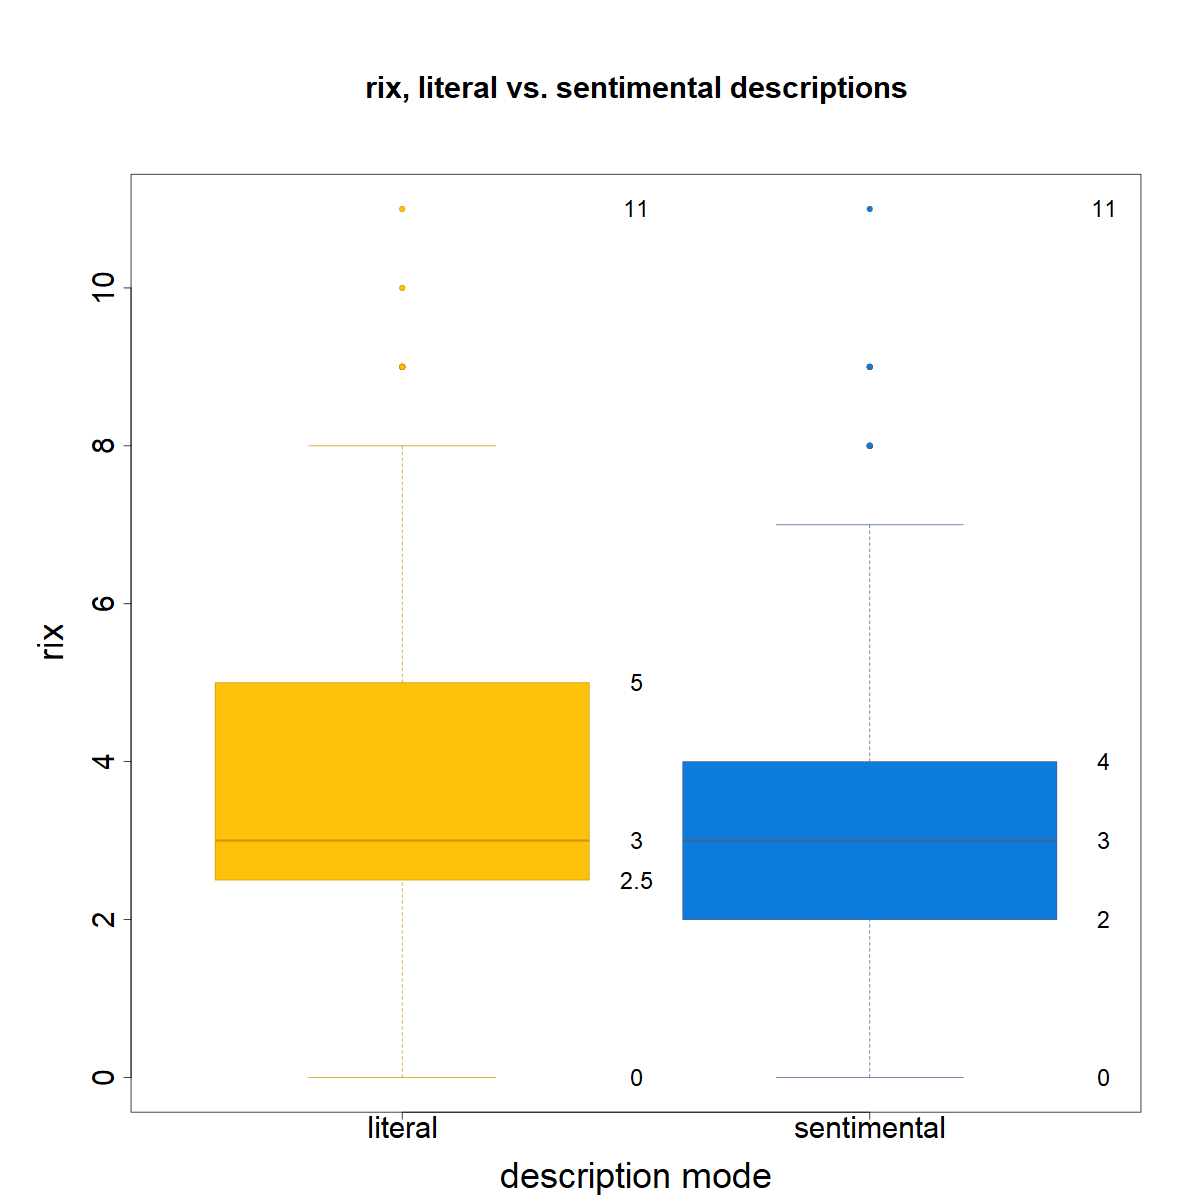 rix, literal vs. sentimental descriptions
11 11
10
8
6
rix
5
4 4
3 3
2.5
2 2
0 0 0
literal sentimental
description mode